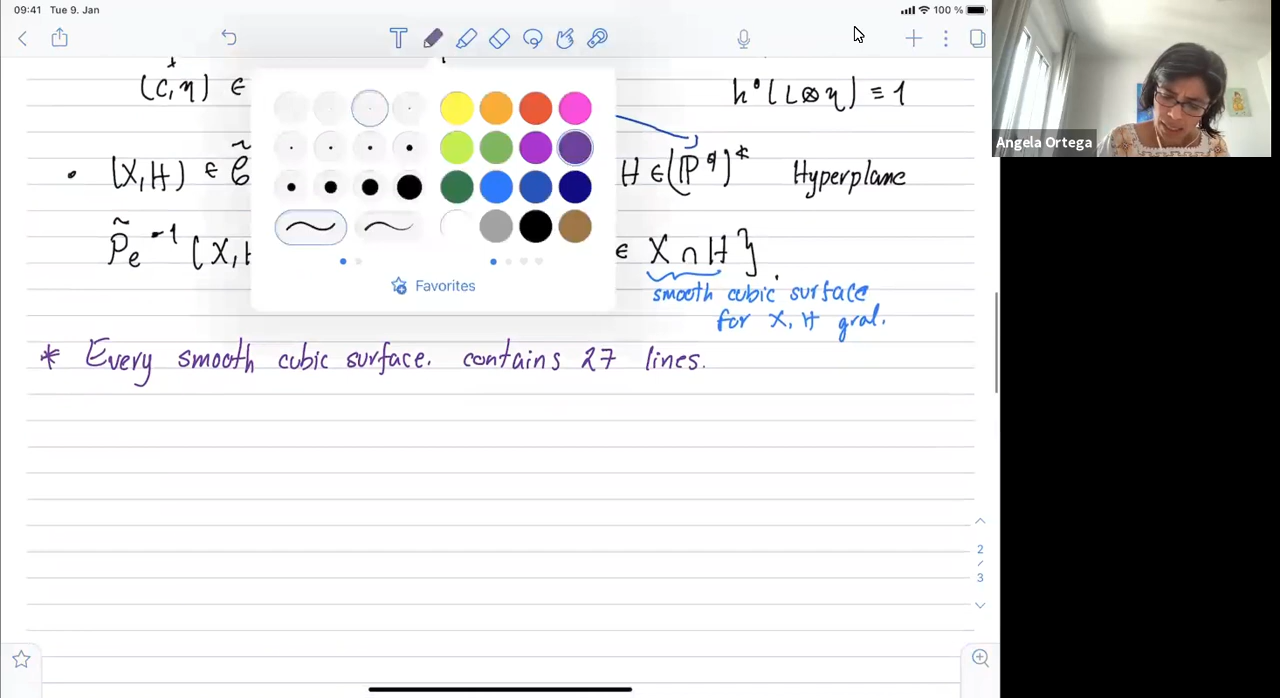 09:41 Tue 9. Jan 100 %
(C,η) ∈ h⁰(L⊗η) ≡ 1
Angela Ortega
• (X,H) ∈ H ∈ (P⁴)* Hyperplane
P̃e⁻¹ (X, ∈ X ∩ H }.
smooth cubic surface
for X, H gral.
Favorites
* Every smooth cubic surface. contains 27 lines.
2
/
3